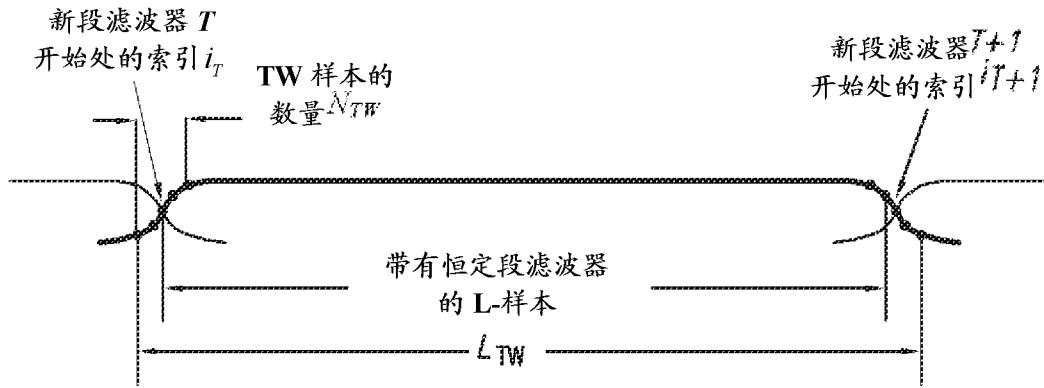 新段滤波器 T
开始处的索引 i_T
TW 样本的
数量 N_TW
新段滤波器 T+1
开始处的索引 i_T+1
带有恒定段滤波器
的 L-样本
L_TW